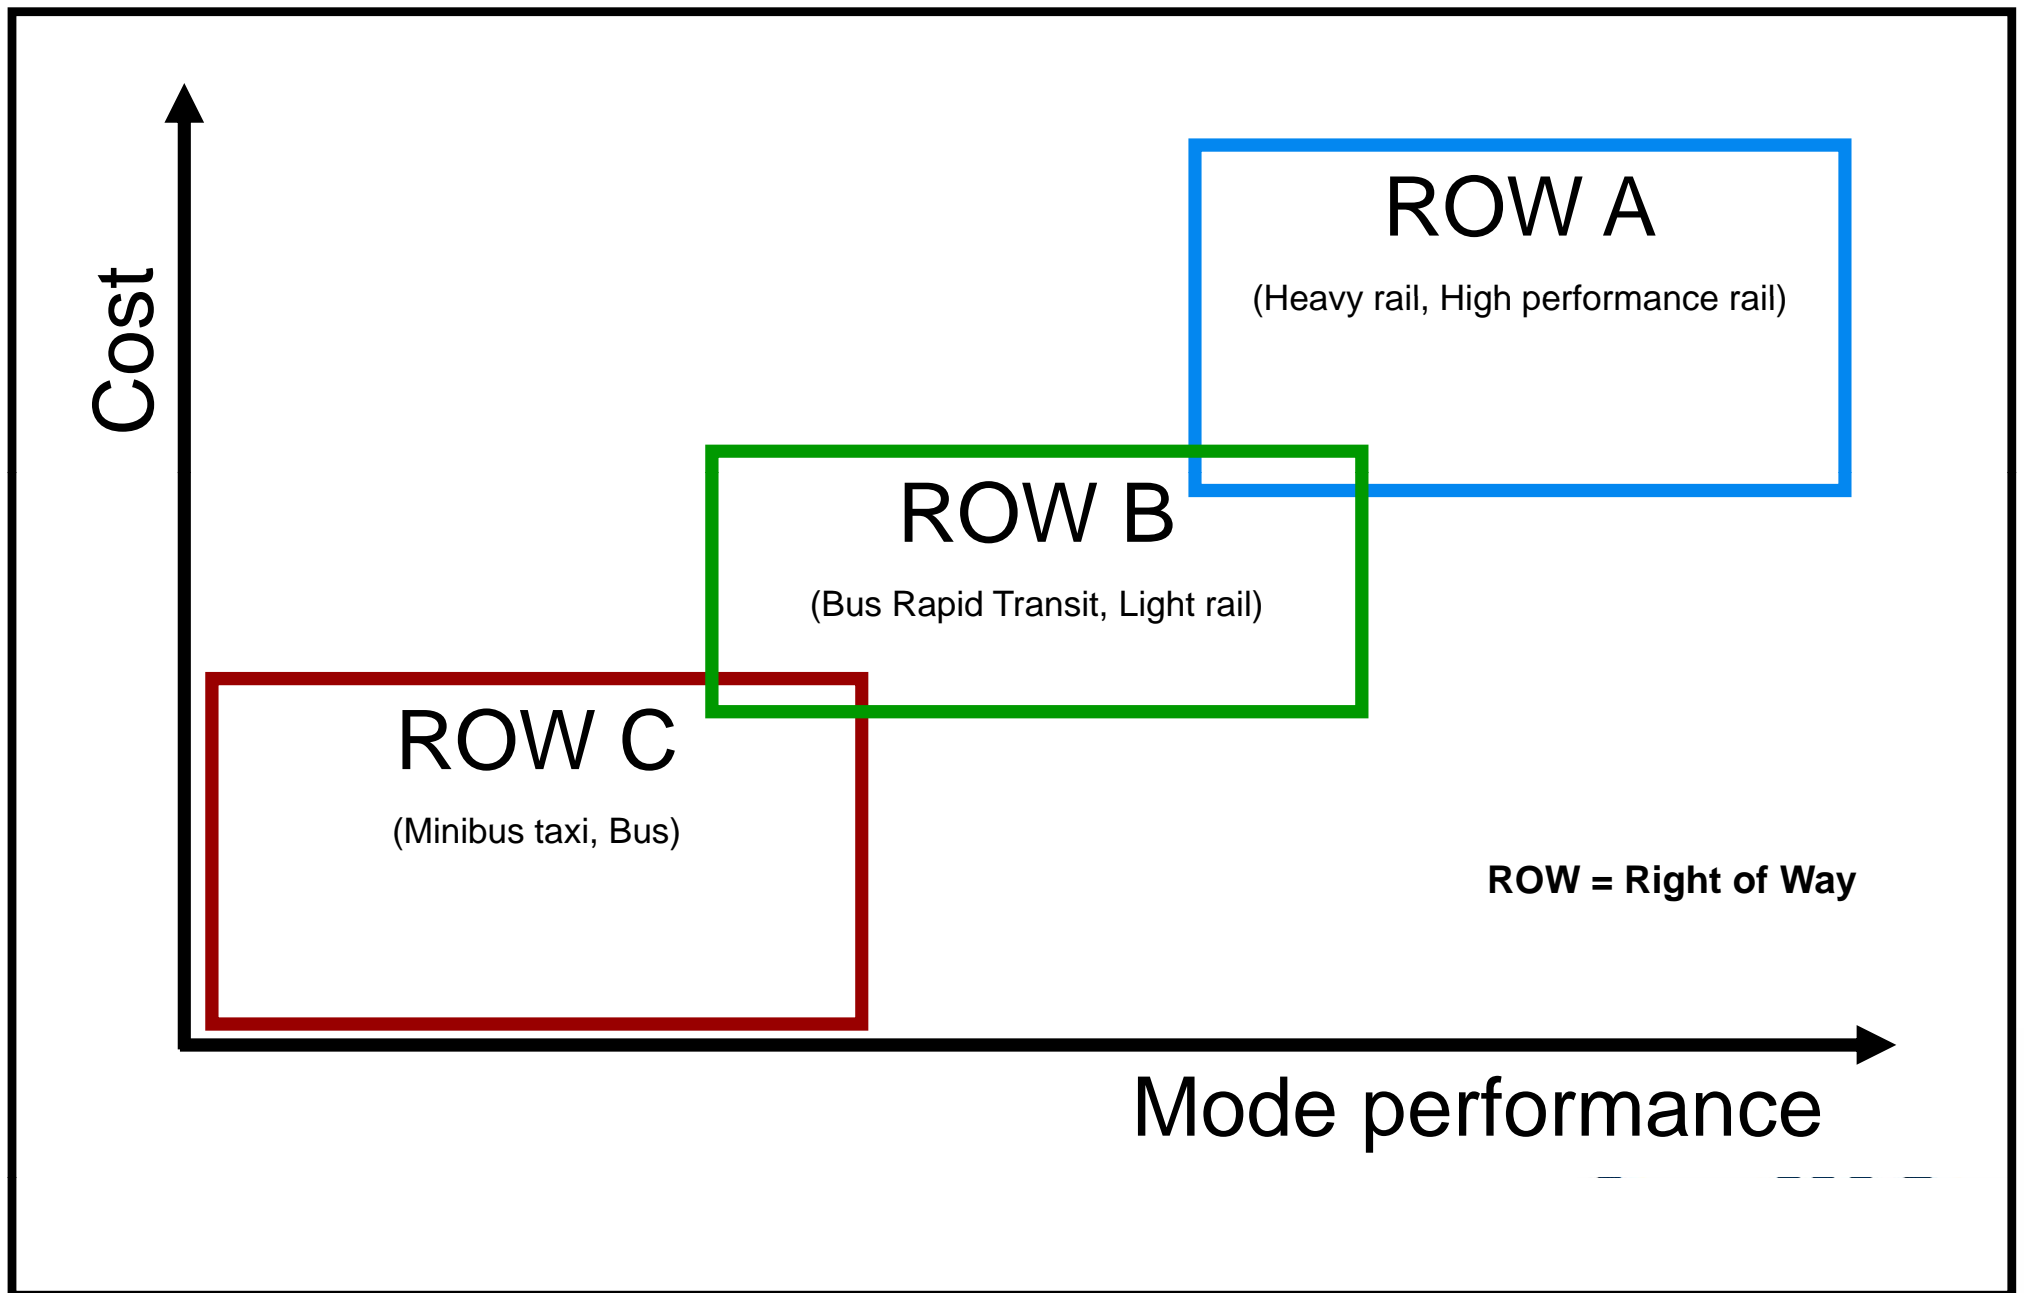 Cost
ROW A
(Heavy rail, High performance rail)
ROW B
(Bus Rapid Transit, Light rail)
ROW C
(Minibus taxi, Bus)
ROW = Right of Way
Mode performance